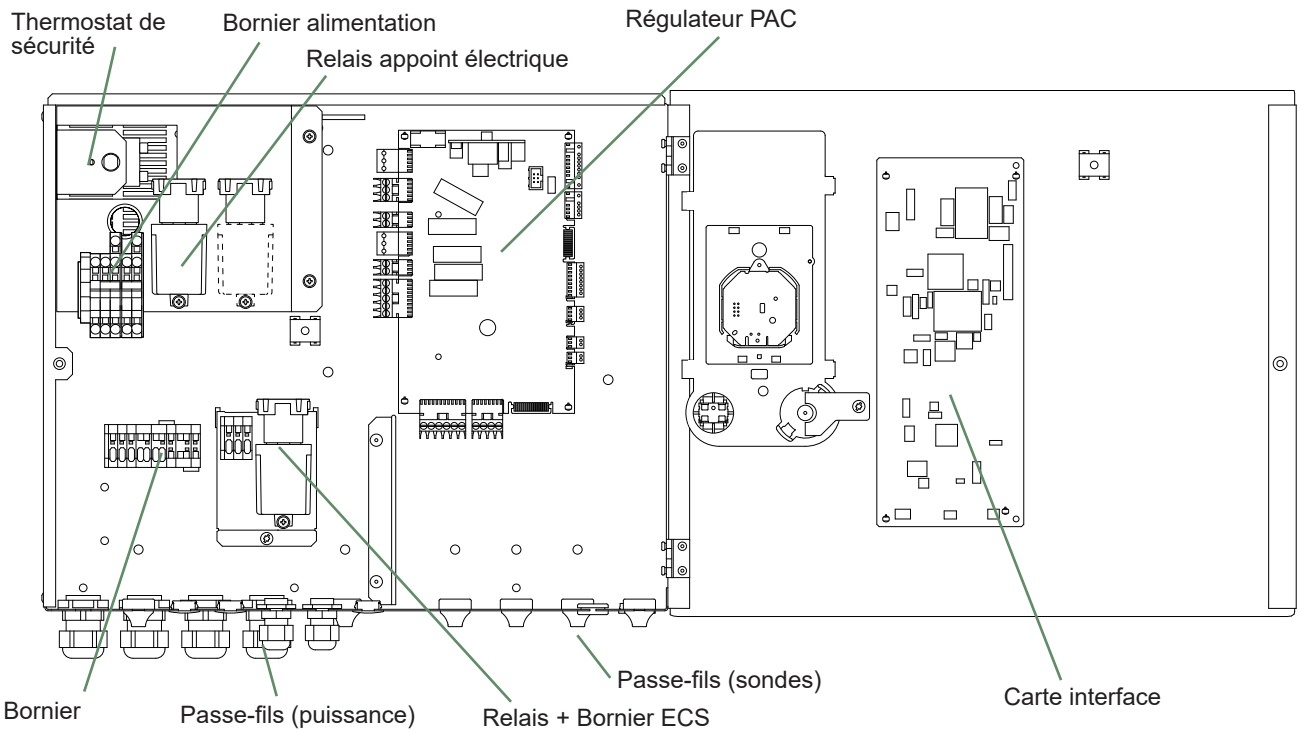 Thermostat de
sécurité
Bornier alimentation
Relais appoint électrique
Régulateur PAC
Bornier
Passe-fils (puissance)
Relais + Bornier ECS
Passe-fils (sondes)
Carte interface